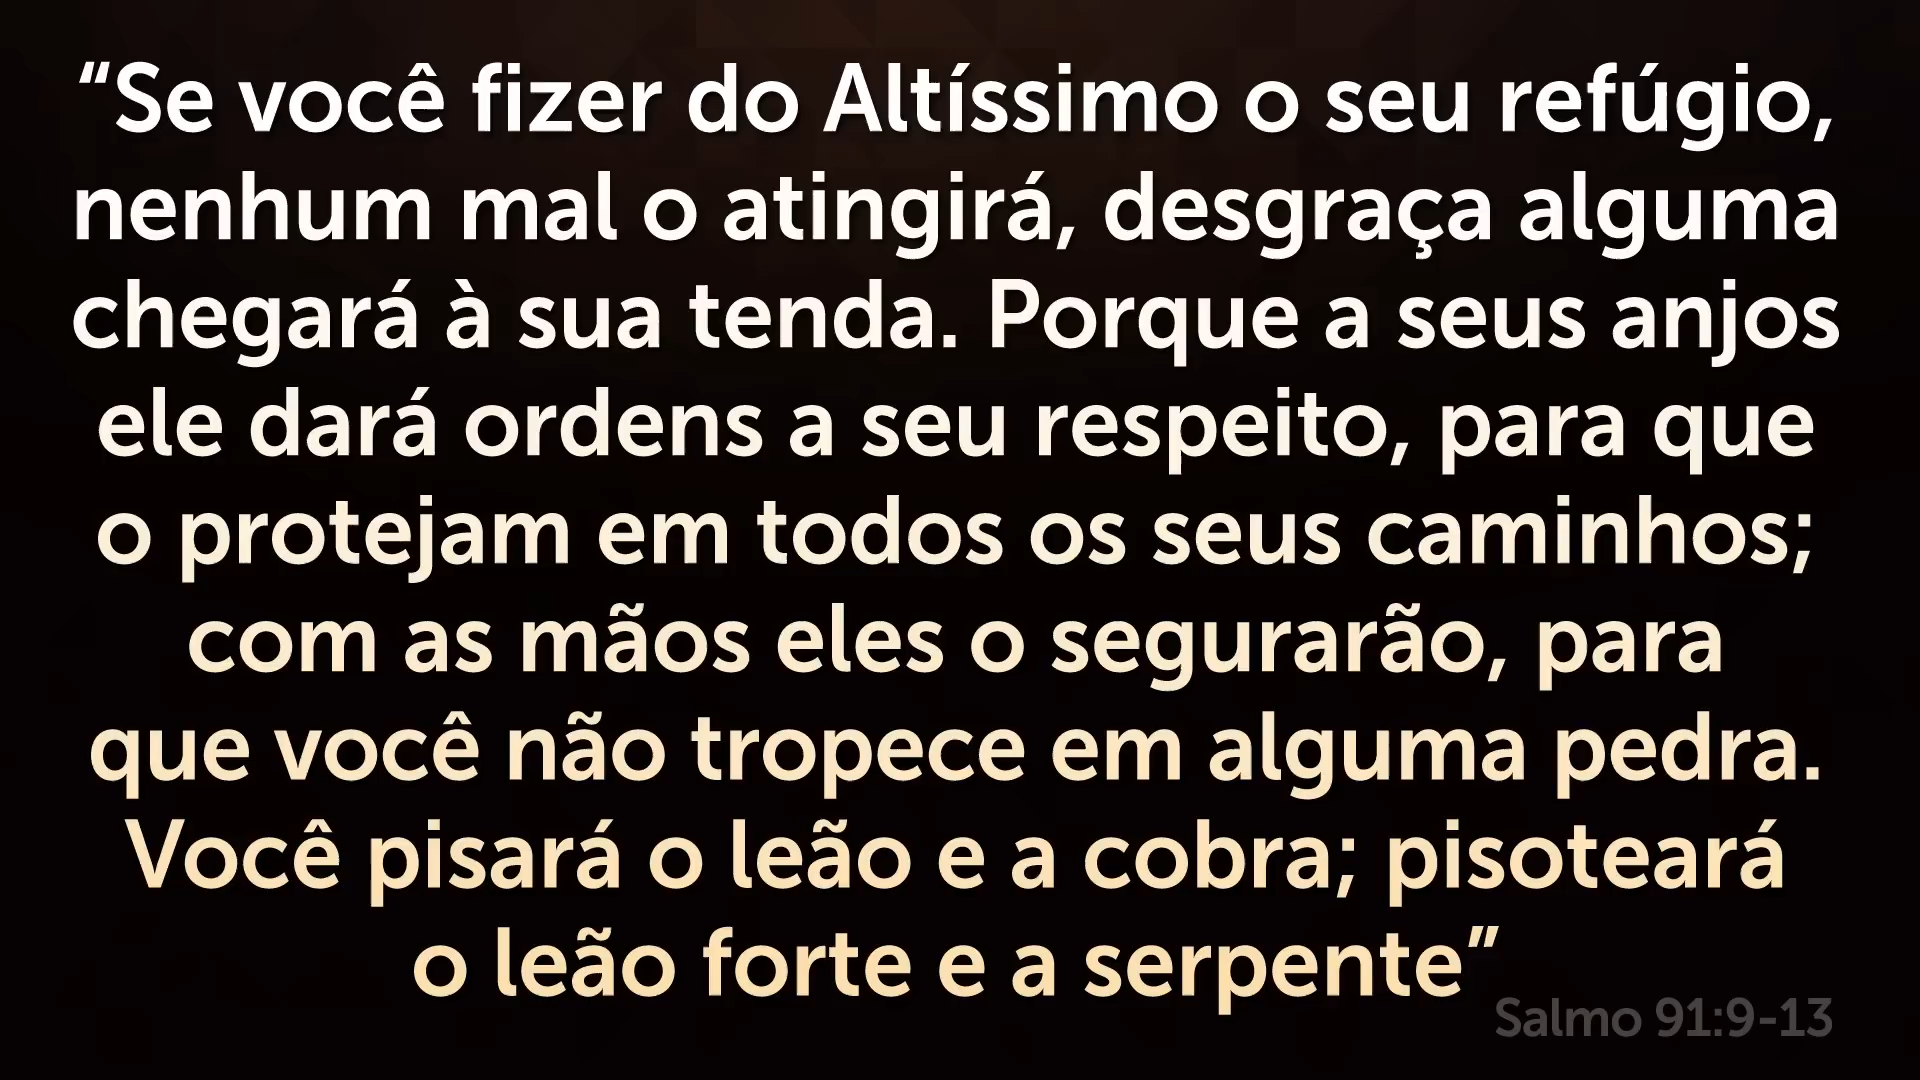 “Se você fizer do Altíssimo o seu refúgio,
nenhum mal o atingirá, desgraça alguma
chegará à sua tenda. Porque a seus anjos
ele dará ordens a seu respeito, para que
o protejam em todos os seus caminhos;
com as mãos eles o segurarão, para
que você não tropece em alguma pedra.
Você pisará o leão e a cobra; pisoteará
o leão forte e a serpente”
Salmo 91:9-13